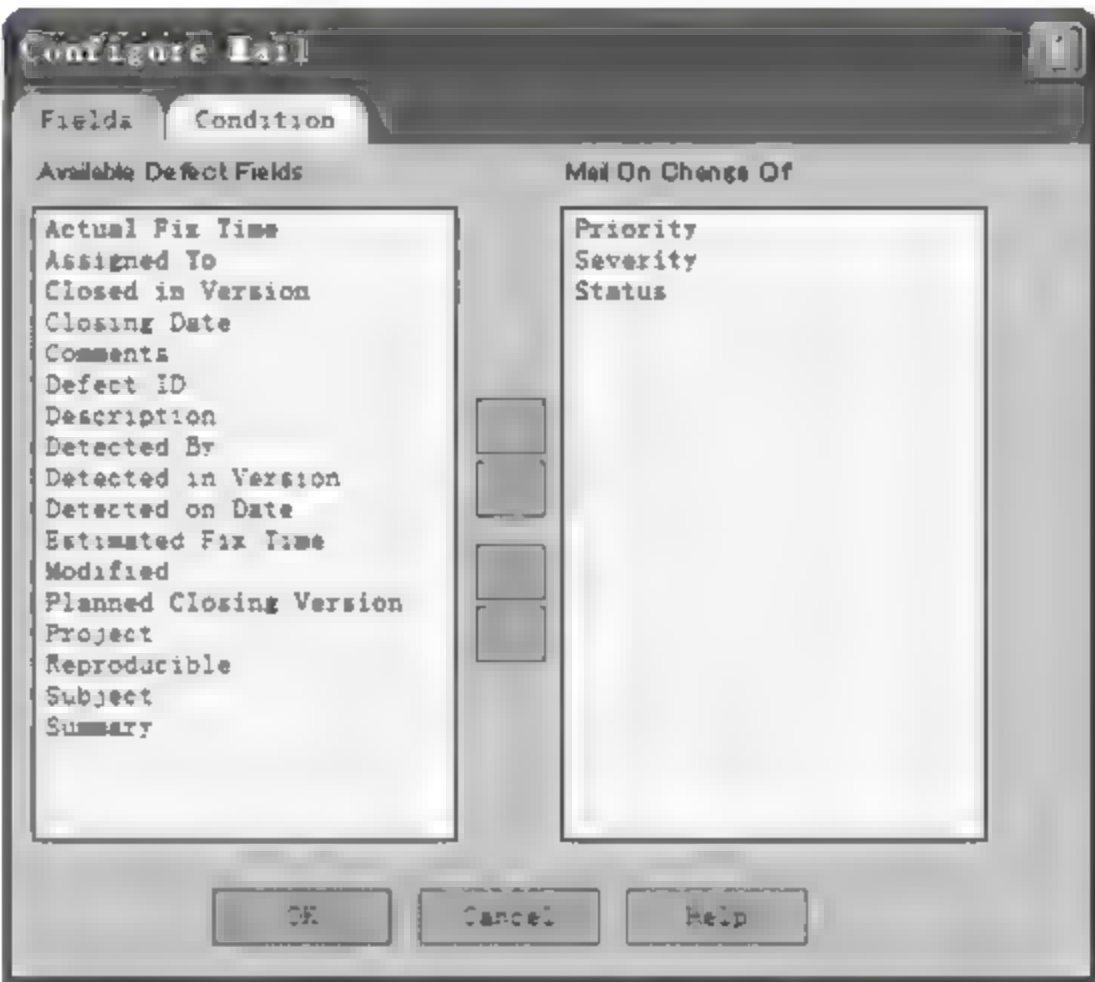 Configure Mail
Fields
Condition
Available Defect Fields
Mail On Change Of
Actual Fix Time
Assigned To
Closed in Version
Closing Date
Comments
Defect ID
Description
Detected By
Detected in Version
Detected on Date
Estimated Fix Time
Modified
Planned Closing Version
Project
Reproducible
Subject
Summary
Priority
Severity
Status
OK
Cancel
Help